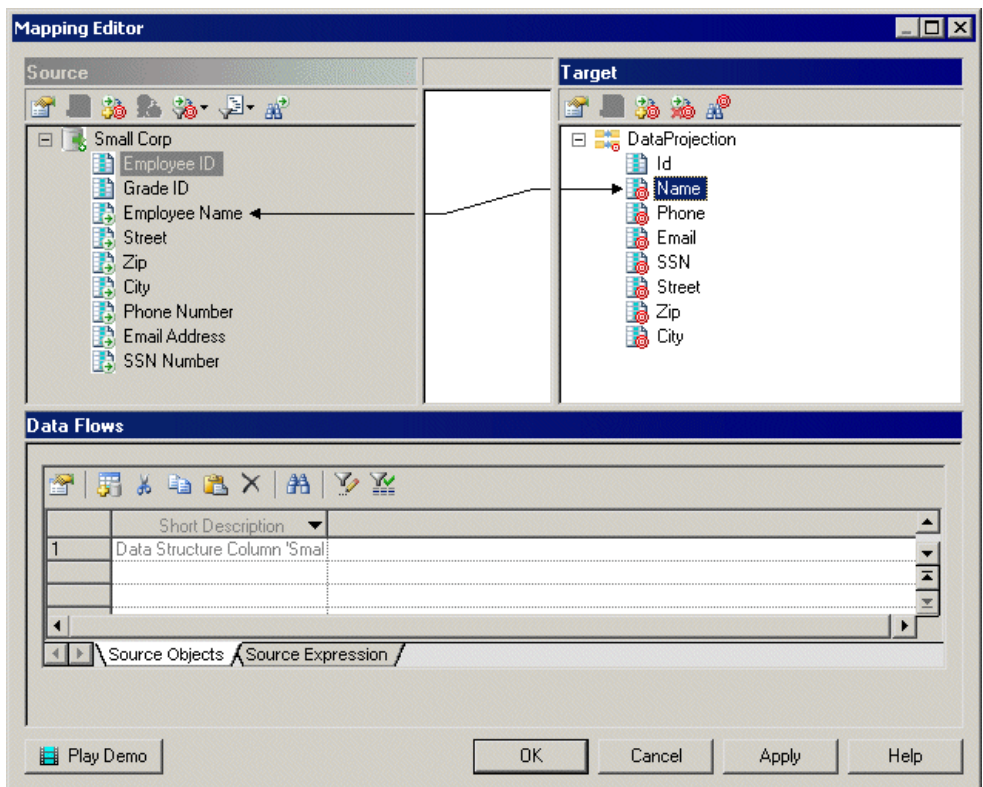 Mapping Editor
Source
Target
Small Corp
Employee ID
Grade ID
Employee Name
Street
Zip
City
Phone Number
Email Address
SSN Number
DataProjection
Id
Name
Phone
Email
SSN
Street
Zip
City
Data Flows
Short Description
1 Data Structure Column 'Smal
Source Objects Source Expression
Play Demo OK Cancel Apply Help